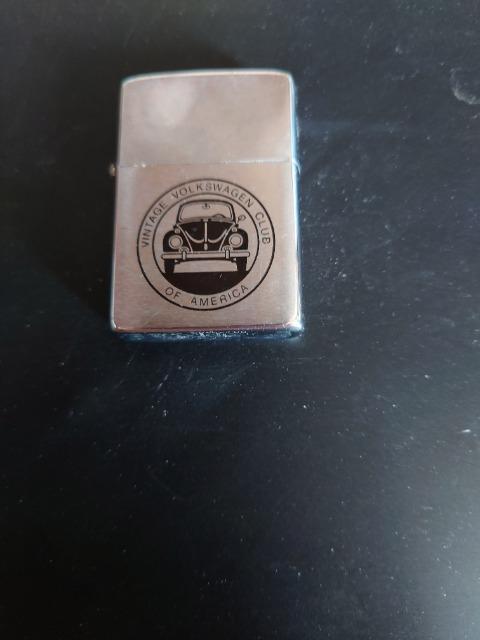 VINTAGE VOLKSWAGEN CLUB
OF AMERICA